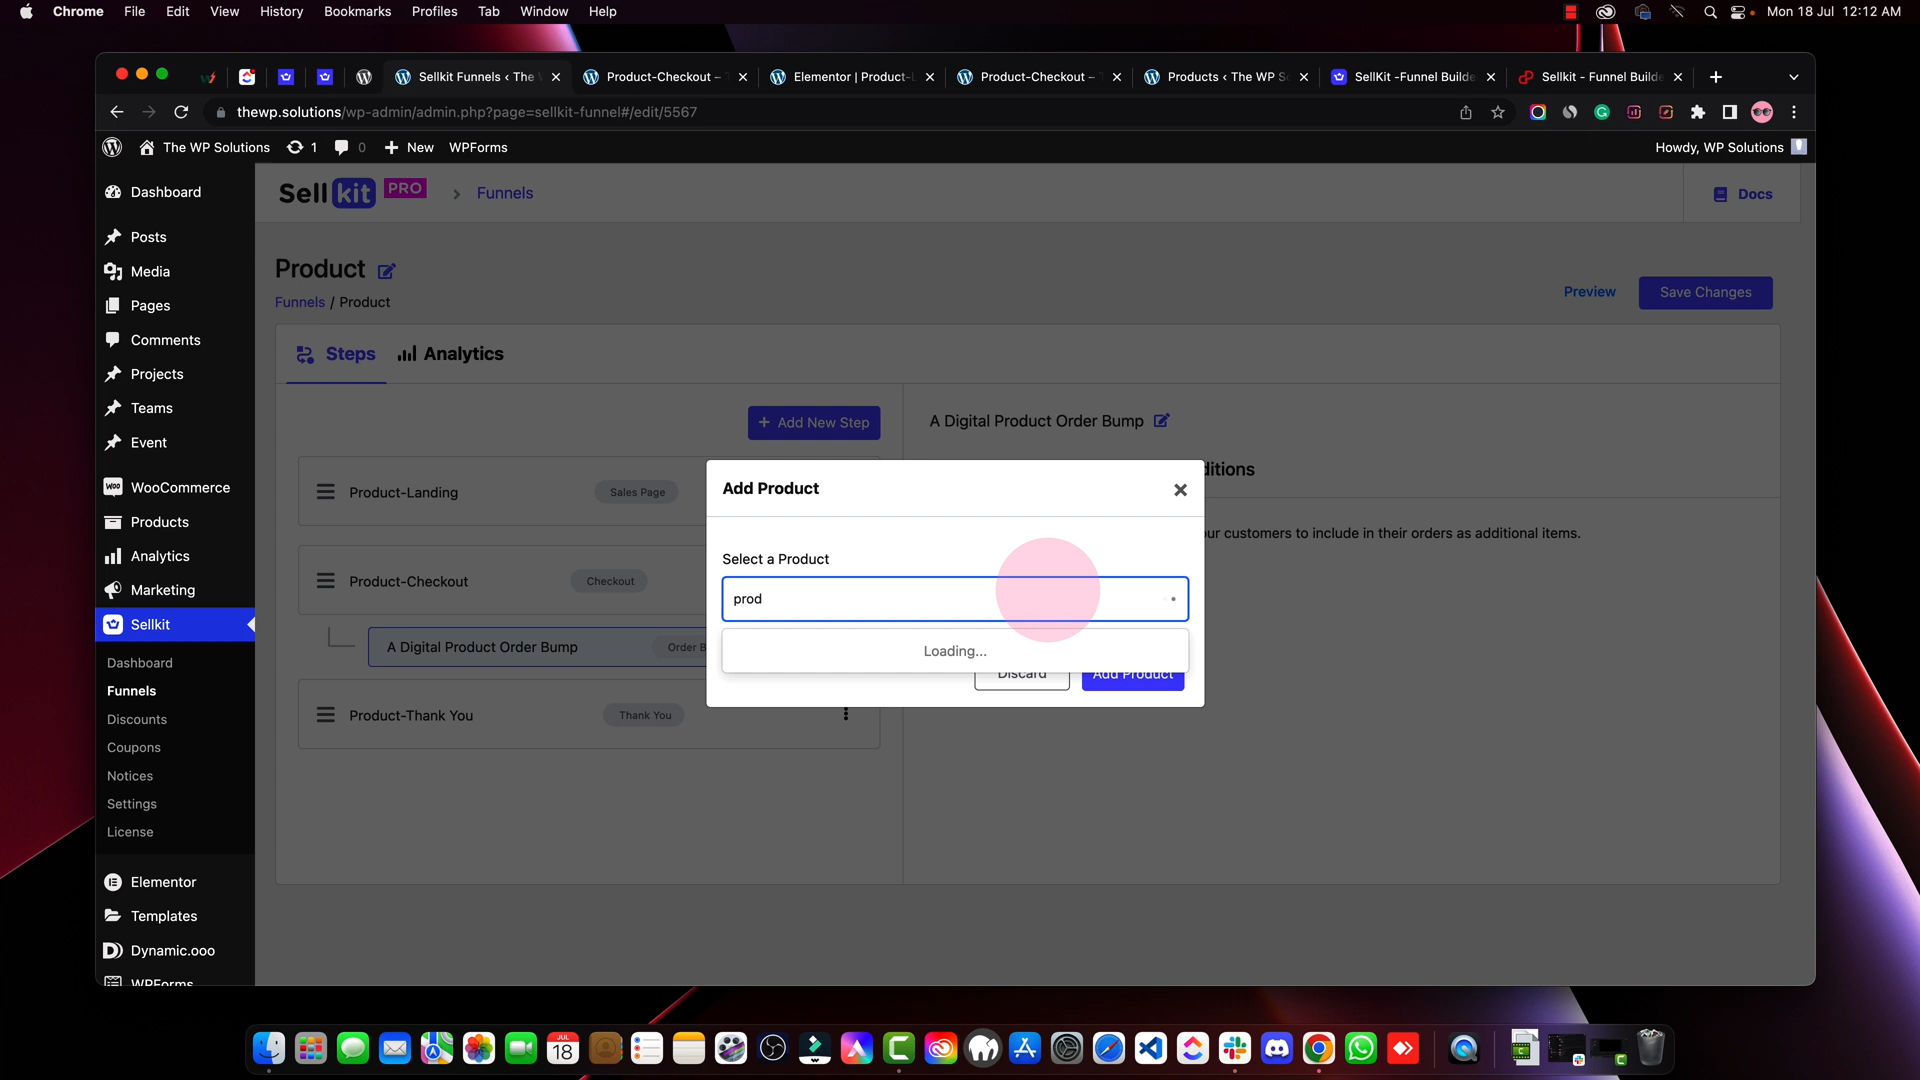 Chrome File Edit View History Bookmarks Profiles Tab Window Help
Mon 18 Jul 12:12 AM
Sellkit Funnels ‹ The
Product-Checkout –
Elementor | Product-
Product-Checkout –
Products ‹ The WP S
SellKit -Funnel Builde
Sellkit - Funnel Builde
thewp.solutions/wp-admin/admin.php?page=sellkit-funnel#/edit/5567
The WP Solutions 1 0 New WPForms
Howdy, WP Solutions
Dashboard
Posts
Media
Pages
Comments
Projects
Teams
Event
WooCommerce
Products
Analytics
Marketing
Sellkit
Dashboard
Funnels
Discounts
Coupons
Notices
Settings
License
Elementor
Templates
Dynamic.ooo
WPForms
Sellkit PRO > Funnels
Docs
Product
Funnels / Product
Preview
Save Changes
Steps
Analytics
+ Add New Step
Product-Landing
Sales Page
Product-Checkout
Checkout
A Digital Product Order Bump
Order B
Product-Thank You
Thank You
A Digital Product Order Bump
ditions
ur customers to include in their orders as additional items.
Add Product
Select a Product
prod
Loading...
Discard
Add Product
JUL
18